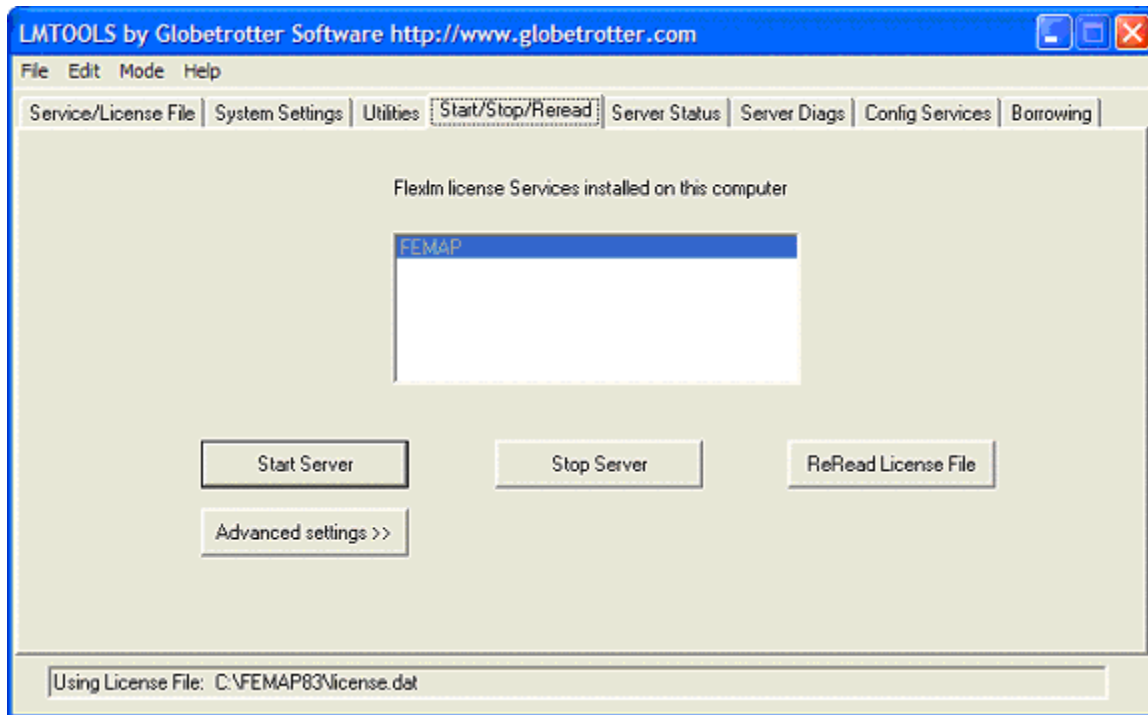 LMTOOLS by Globetrotter Software http://www.globetrotter.com
File Edit Mode Help
Service/License File System Settings Utilities Start/Stop/Reread Server Status Server Diags Config Services Borrowing
Flexlm license Services installed on this computer
FEMAP
Start Server Stop Server ReRead License File
Advanced settings >>
Using License File: C:\FEMAP83\license.dat